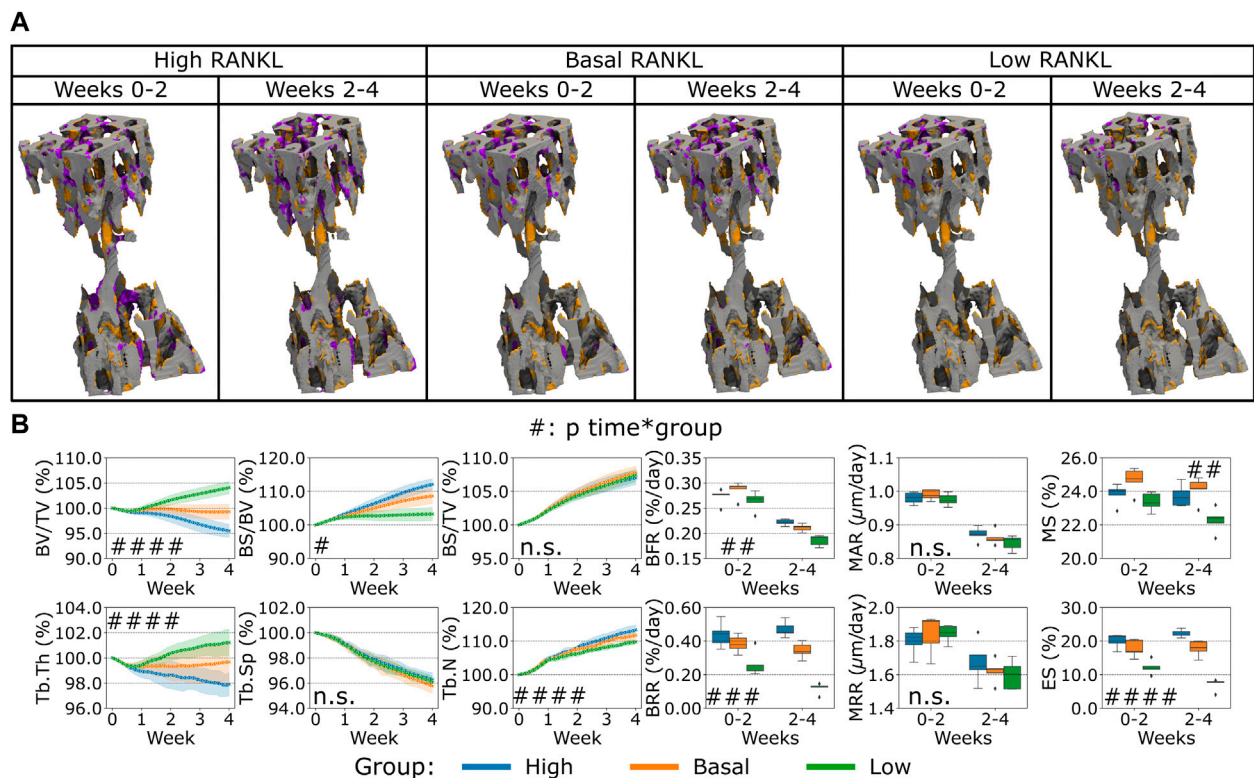 A
High RANKL Basal RANKL Low RANKL
Weeks 0-2 Weeks 2-4 Weeks 0-2 Weeks 2-4 Weeks 0-2 Weeks 2-4
B
#: p time*group
BV/TV (%)
110.0
105.0
100.0
95.0
90.0
####
0 1 2 3 4
Week
BS/BV (%)
120.0
110.0
100.0
90.0
#
0 1 2 3 4
Week
BS/TV (%)
110.0
105.0
100.0
95.0
n.s.
0 1 2 3 4
Week
BFR (%/day)
0.35
0.30
0.25
0.20
0.15
##
0-2 2-4
Weeks
MAR (µm/day)
1.1
1.0
0.9
0.8
n.s.
0-2 2-4
Weeks
MS (%)
26.0
24.0
22.0
20.0
##
0-2 2-4
Weeks
Tb.Th (%)
104.0
102.0
100.0
98.0
96.0
####
0 1 2 3 4
Week
Tb.Sp (%)
102.0
100.0
98.0
96.0
94.0
n.s.
0 1 2 3 4
Week
Tb.N (%)
120.0
110.0
100.0
90.0
####
0 1 2 3 4
Week
BRR (%/day)
0.60
0.40
0.20
0.00
###
0-2 2-4
Weeks
MRR (µm/day)
2.0
1.8
1.6
1.4
n.s.
0-2 2-4
Weeks
ES (%)
30.0
20.0
10.0
0.0
####
0-2 2-4
Weeks
Group: High Basal Low